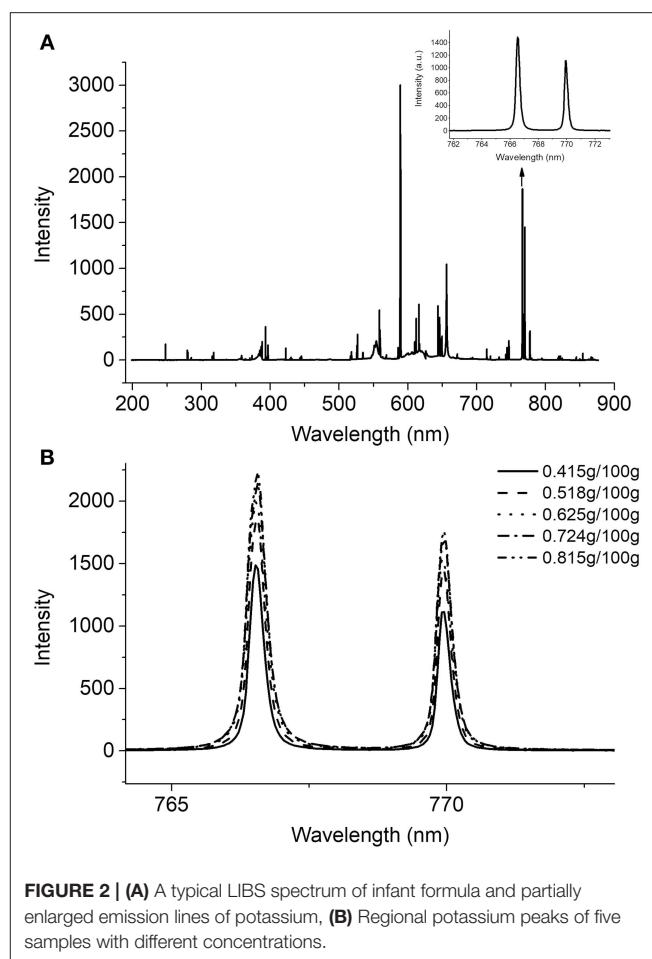 A
Intensity
3000
2500
2000
1500
1000
500
0
200 300 400 500 600 700 800 900
Wavelength (nm)
Intensity (a.u.)
1400
1200
1000
800
600
400
200
0
762 764 766 768 770 772
Wavelength (nm)
B
Intensity
2000
1500
1000
500
0
765 770
Wavelength (nm)
0.415g/100g
0.518g/100g
0.625g/100g
0.724g/100g
0.815g/100g
FIGURE 2 | (A) A typical LIBS spectrum of infant formula and partially
enlarged emission lines of potassium, (B) Regional potassium peaks of five
samples with different concentrations.